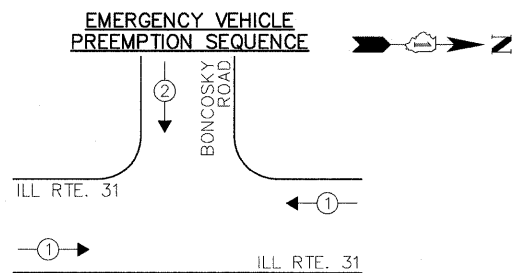 EMERGENCY VEHICLE
PREEMPTION SEQUENCE
N
2
BONCOSKY
ROAD
ILL RTE. 31
1
1
ILL RTE. 31